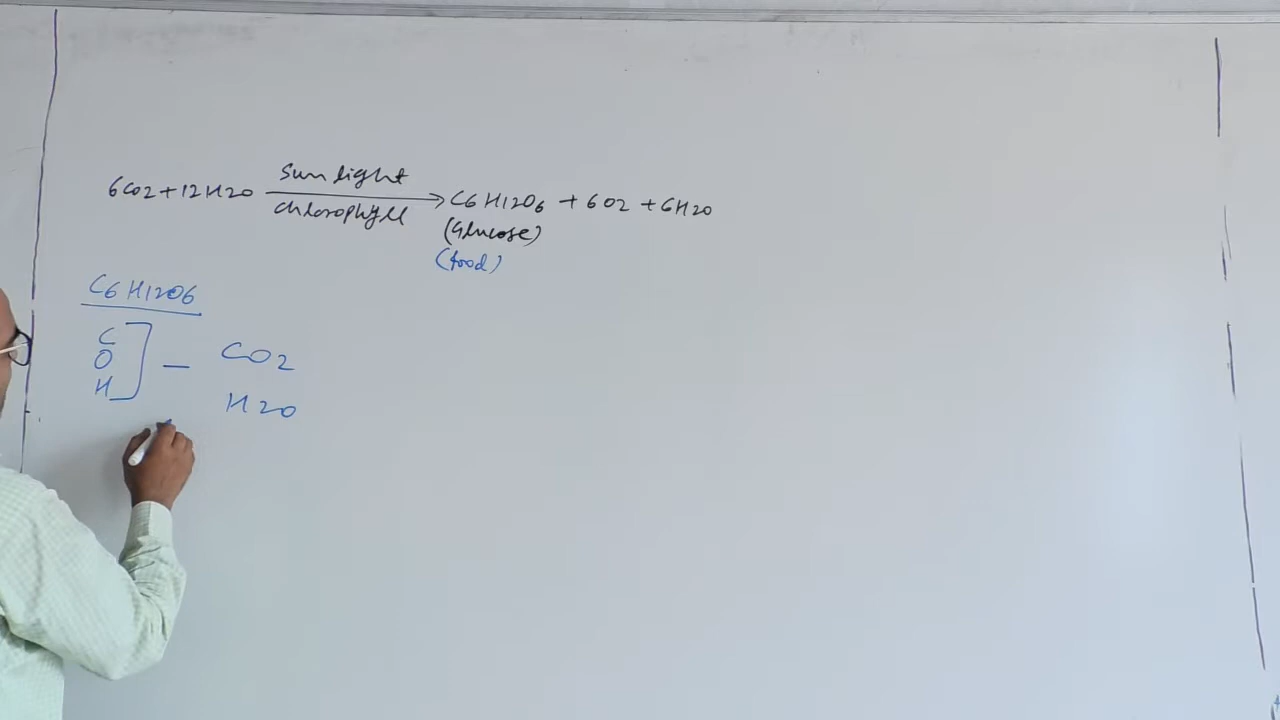 Sun light
6CO2+12H2O → C6H12O6 + 6O2 + 6H2O
chlorophyll
(Glucose)
(food)
C6H12O6
C
O ] – CO2
H
H2O